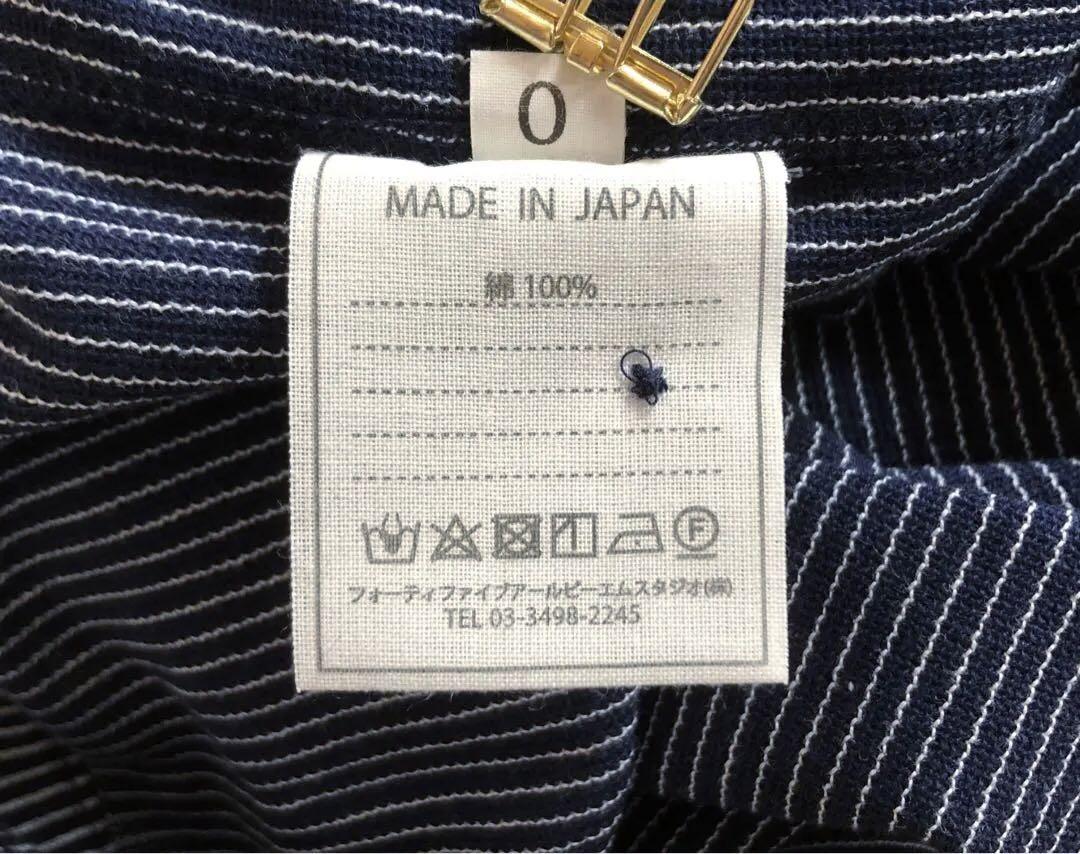 0
MADE IN JAPAN
綿 100%
F
フォーティファイブアールピーエムスタジオ(株)
TEL 03-3498-2245